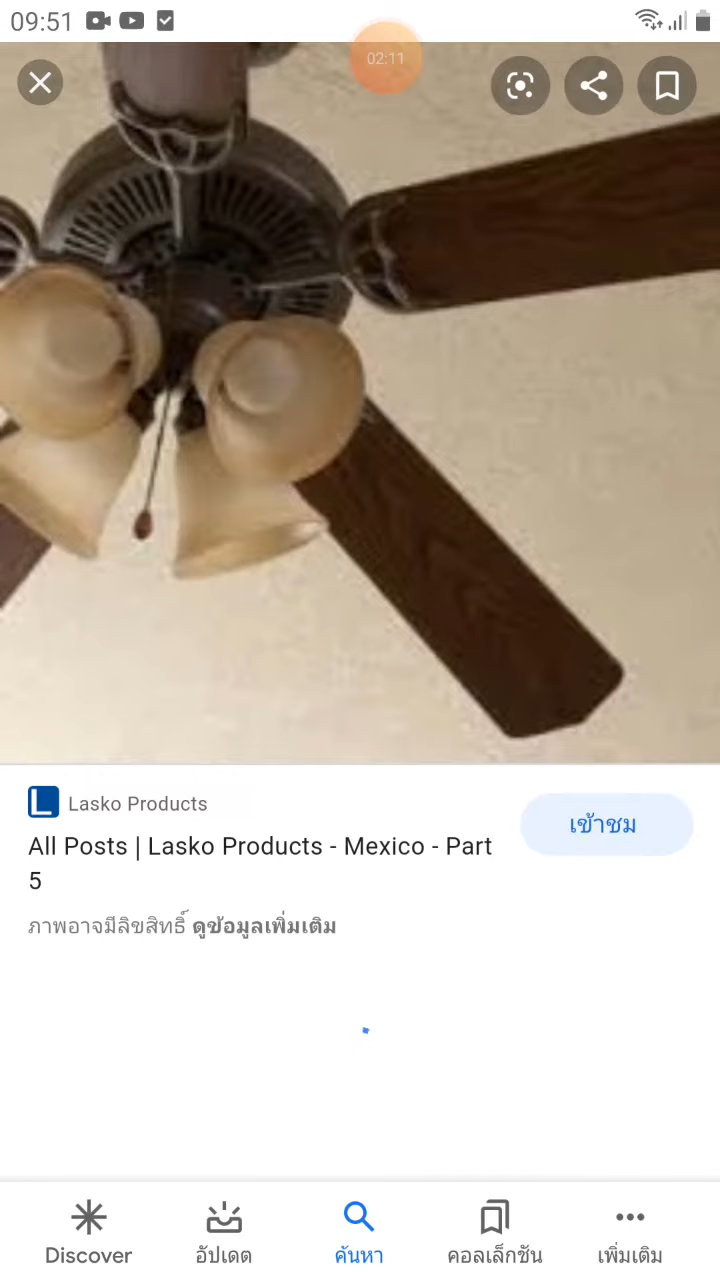 09:51
02:11
Lasko Products
All Posts | Lasko Products - Mexico - Part
5
เข้าชม
ภาพอาจมีลิขสิทธิ์ ดูข้อมูลเพิ่มเติม
Discover
อัปเดต
ค้นหา
คอลเล็กชัน
เพิ่มเติม